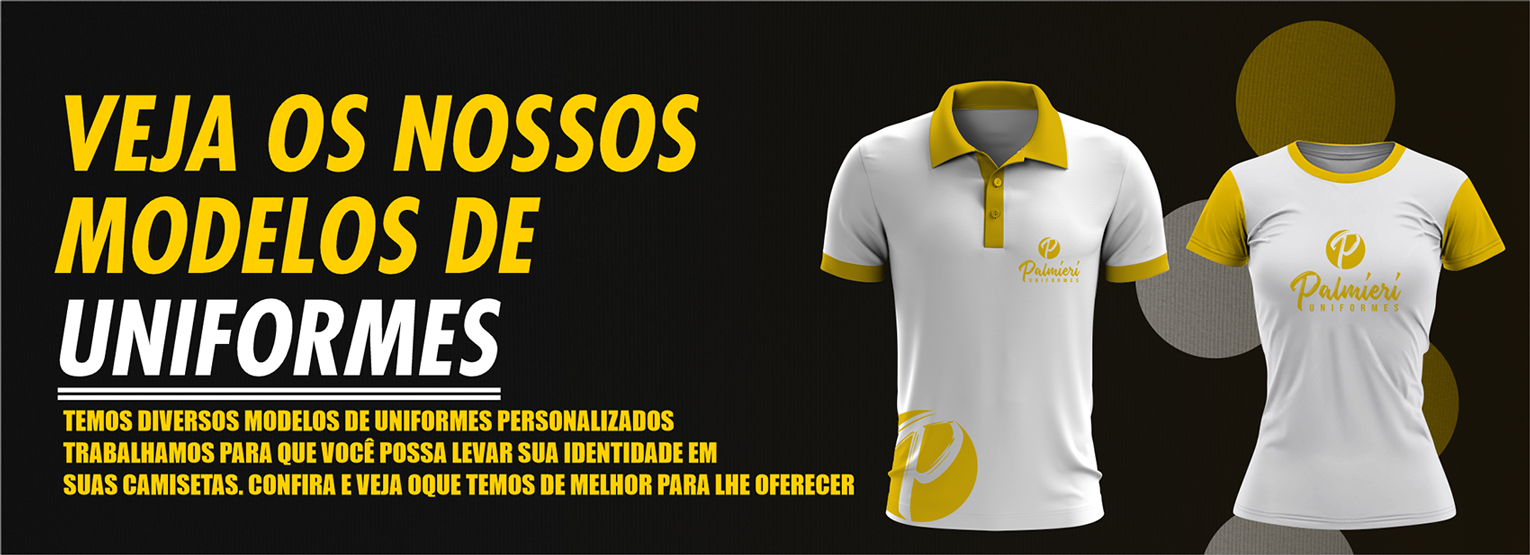 VEJA OS NOSSOS
MODELOS DE
UNIFORMES
TEMOS DIVERSOS MODELOS DE UNIFORMES PERSONALIZADOS
TRABALHAMOS PARA QUE VOCÊ POSSA LEVAR SUA IDENTIDADE EM
SUAS CAMISETAS. CONFIRA E VEJA OQUE TEMOS DE MELHOR PARA LHE OFERECER
P
Palmieri
UNIFORMES
P
P
Palmieri
UNIFORMES